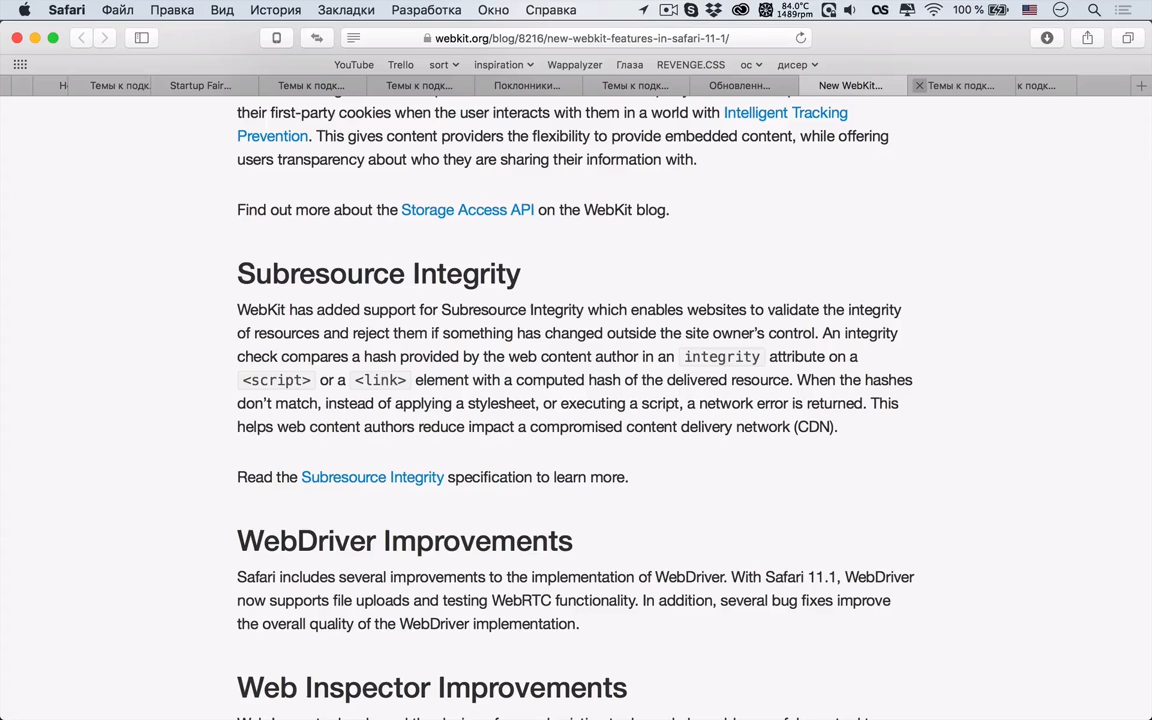 Safari Файл Правка Вид История Закладки Разработка Окно Справка 84.0°C 1489rpm 100 %
webkit.org/blog/8216/new-webkit-features-in-safari-11-1/
YouTube Trello sort inspiration Wappalyzer Глаза REVENGE.CSS ос дисер
Темы к подк Startup Fair... Темы к подк... Темы к подк... Поклонники... Темы к подк... Обновленн... New WebKit... Темы к подк... к подк...
their first-party cookies when the user interacts with them in a world with Intelligent Tracking
Prevention. This gives content providers the flexibility to provide embedded content, while offering
users transparency about who they are sharing their information with.
Find out more about the Storage Access API on the WebKit blog.
Subresource Integrity
WebKit has added support for Subresource Integrity which enables websites to validate the integrity
of resources and reject them if something has changed outside the site owner’s control. An integrity
check compares a hash provided by the web content author in an integrity attribute on a
<script> or a <link> element with a computed hash of the delivered resource. When the hashes
don’t match, instead of applying a stylesheet, or executing a script, a network error is returned. This
helps web content authors reduce impact a compromised content delivery network (CDN).
Read the Subresource Integrity specification to learn more.
WebDriver Improvements
Safari includes several improvements to the implementation of WebDriver. With Safari 11.1, WebDriver
now supports file uploads and testing WebRTC functionality. In addition, several bug fixes improve
the overall quality of the WebDriver implementation.
Web Inspector Improvements